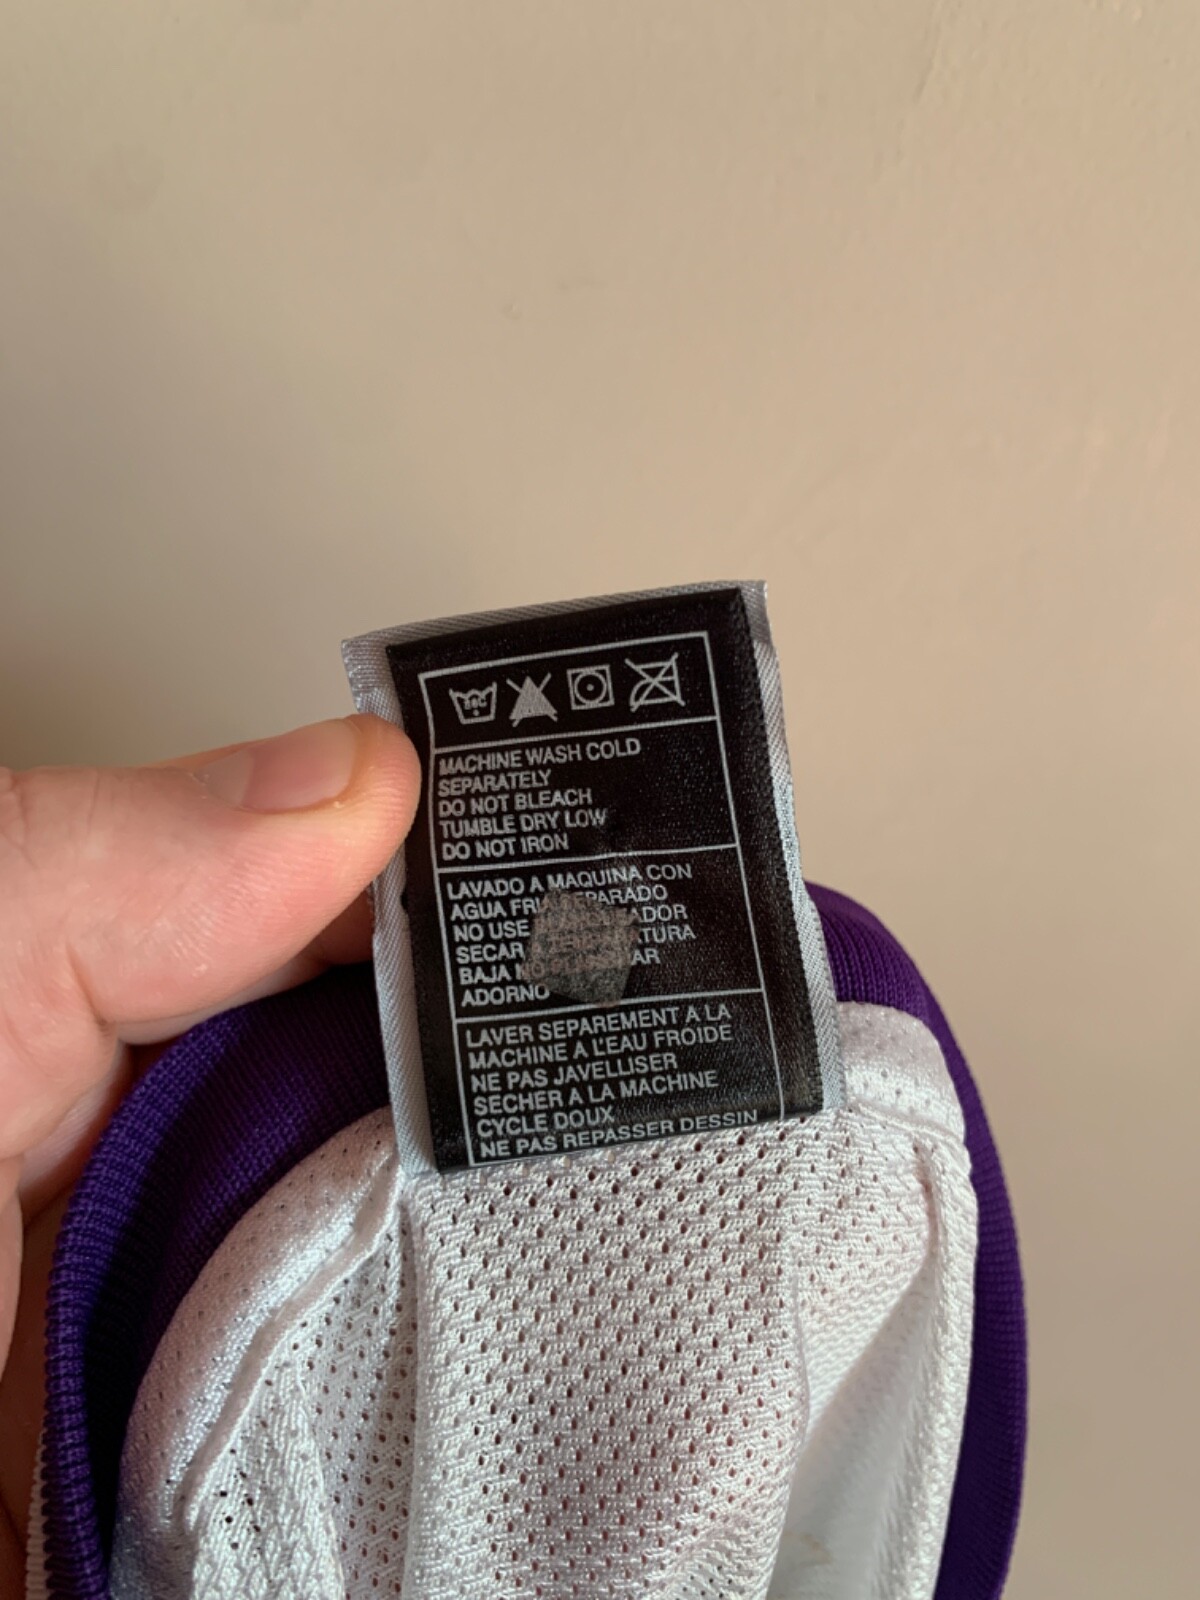 MACHINE WASH COLD
SEPARATELY
DO NOT BLEACH
TUMBLE DRY LOW
DO NOT IRON
LAVADO A MAQUINA CON
AGUA
NO USE
SECAR
BAJA
ADORNO
LAVER SEPAREMENT A LA
MACHINE A L'EAU FROIDE
NE PAS JAVELLISER
SECHER A LA MACHINE
CYCLE DOUX
NE PAS REPASSER DESSIN